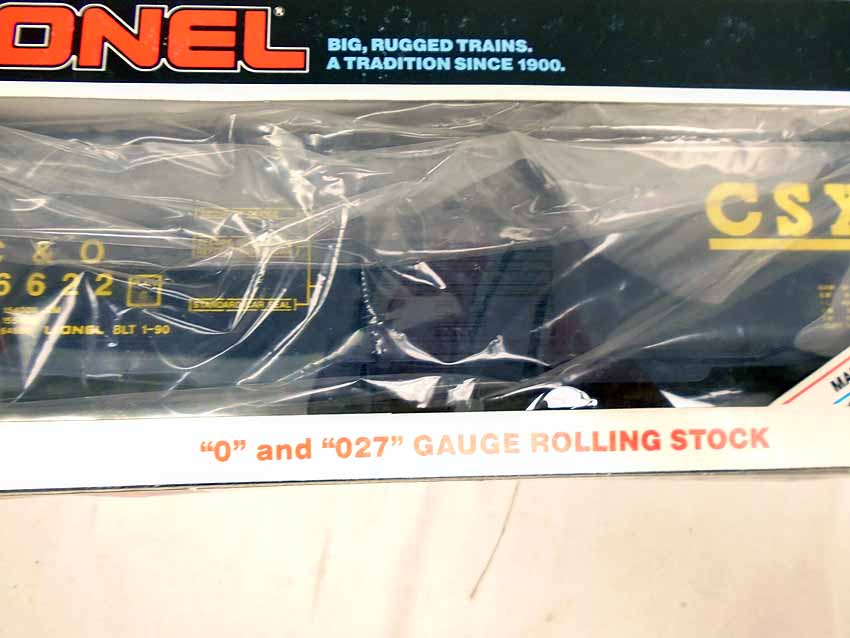 ONEL
BIG, RUGGED TRAINS.
A TRADITION SINCE 1900.
CSX
C & O
6622
STANDARD CAR SEAL
LIONEL BLT 1-90
MA
“0” and “027” GAUGE ROLLING STOCK